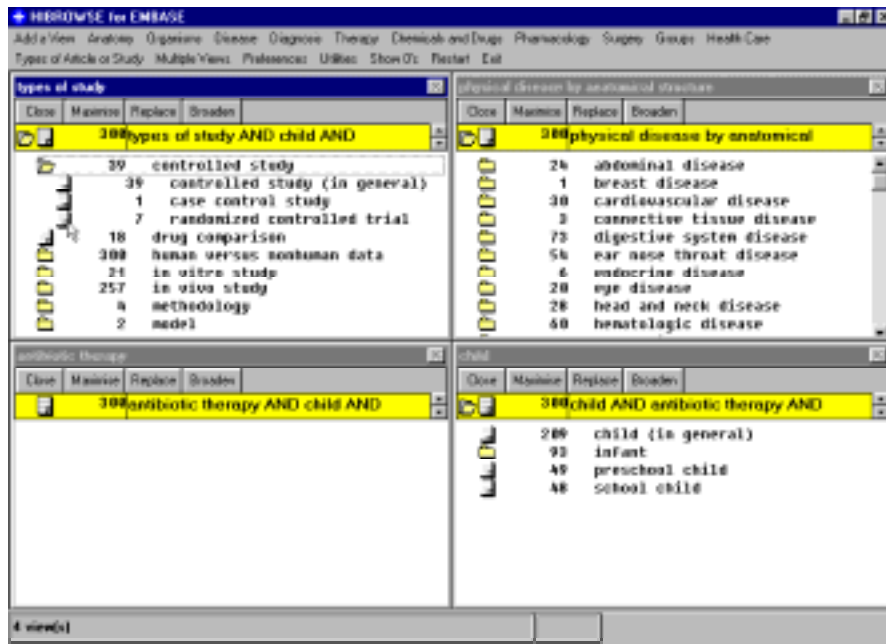 HIBROWSE for EMBASE
Add a View Anatomy Organisms Disease Diagnosis Therapy Chemicals and Drugs Pharmacology Surgery Groups Health Care
Types of Article or Study Multiple Views Preferences Utilities Show 0's Restart Exit
types of study
Close Maximise Replace Broaden
300 types of study AND child AND
39 controlled study
39 controlled study (in general)
1 case control study
7 randomized controlled trial
18 drug comparison
300 human versus nonhuman data
21 in vitro study
257 in vivo study
4 methodology
2 model
physical disease by anatomical structure
Close Maximise Replace Broaden
300 physical disease by anatomical
24 abdominal disease
1 breast disease
30 cardiovascular disease
3 connective tissue disease
73 digestive system disease
54 ear nose throat disease
6 endocrine disease
20 eye disease
28 head and neck disease
60 hematologic disease
antibiotic therapy
Close Maximise Replace Broaden
300 antibiotic therapy AND child AND
child
Close Maximise Replace Broaden
300 child AND antibiotic therapy AND
209 child (in general)
93 infant
49 preschool child
48 school child
4 view(s)